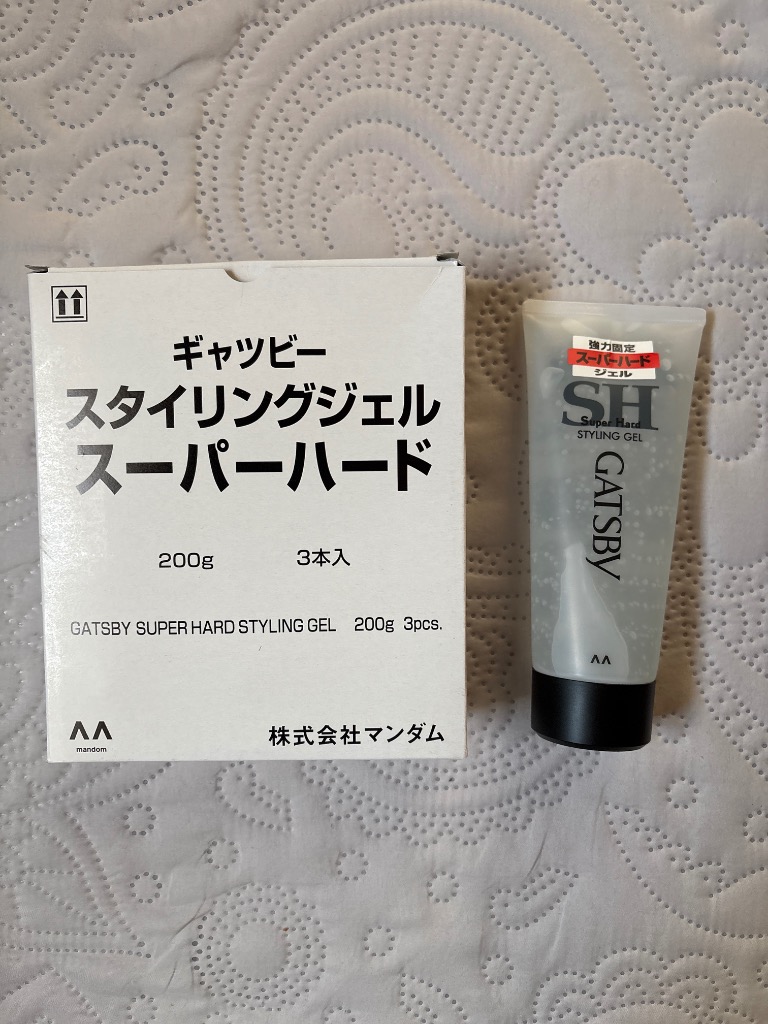 ギャツビー
スタイリングジェル
スーパーハード
200g 3本入
GATSBY SUPER HARD STYLING GEL 200g 3pcs.
mandom
株式会社マンダム
強力固定
スーパーハード
ジェル
SH
Super Hard
STYLING GEL
GATSBY